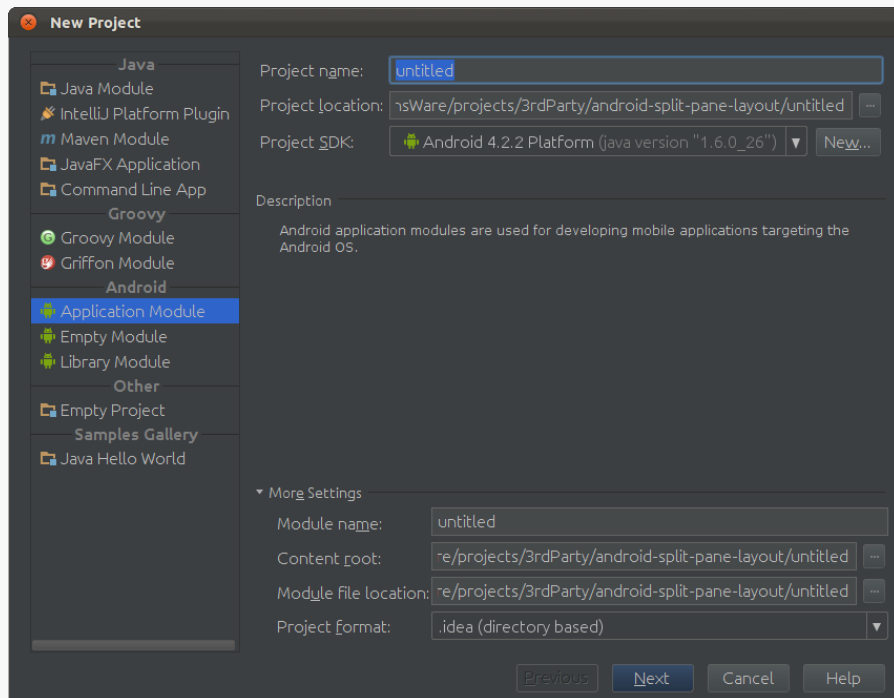 New Project
Java
Java Module
IntelliJ Platform Plugin
m Maven Module
JavaFX Application
Command Line App
Groovy
G Groovy Module
Griffon Module
Android
Application Module
Empty Module
Library Module
Other
Empty Project
Samples Gallery
Java Hello World
Project name: untitled
Project location: nsWare/projects/3rdParty/android-split-pane-layout/untitled ...
Project SDK: Android 4.2.2 Platform (java version "1.6.0_26") New...
Description
Android application modules are used for developing mobile applications targeting the
Android OS.
More Settings
Module name: untitled
Content root: re/projects/3rdParty/android-split-pane-layout/untitled ...
Module file location: re/projects/3rdParty/android-split-pane-layout/untitled ...
Project format: .idea (directory based)
Previous Next Cancel Help